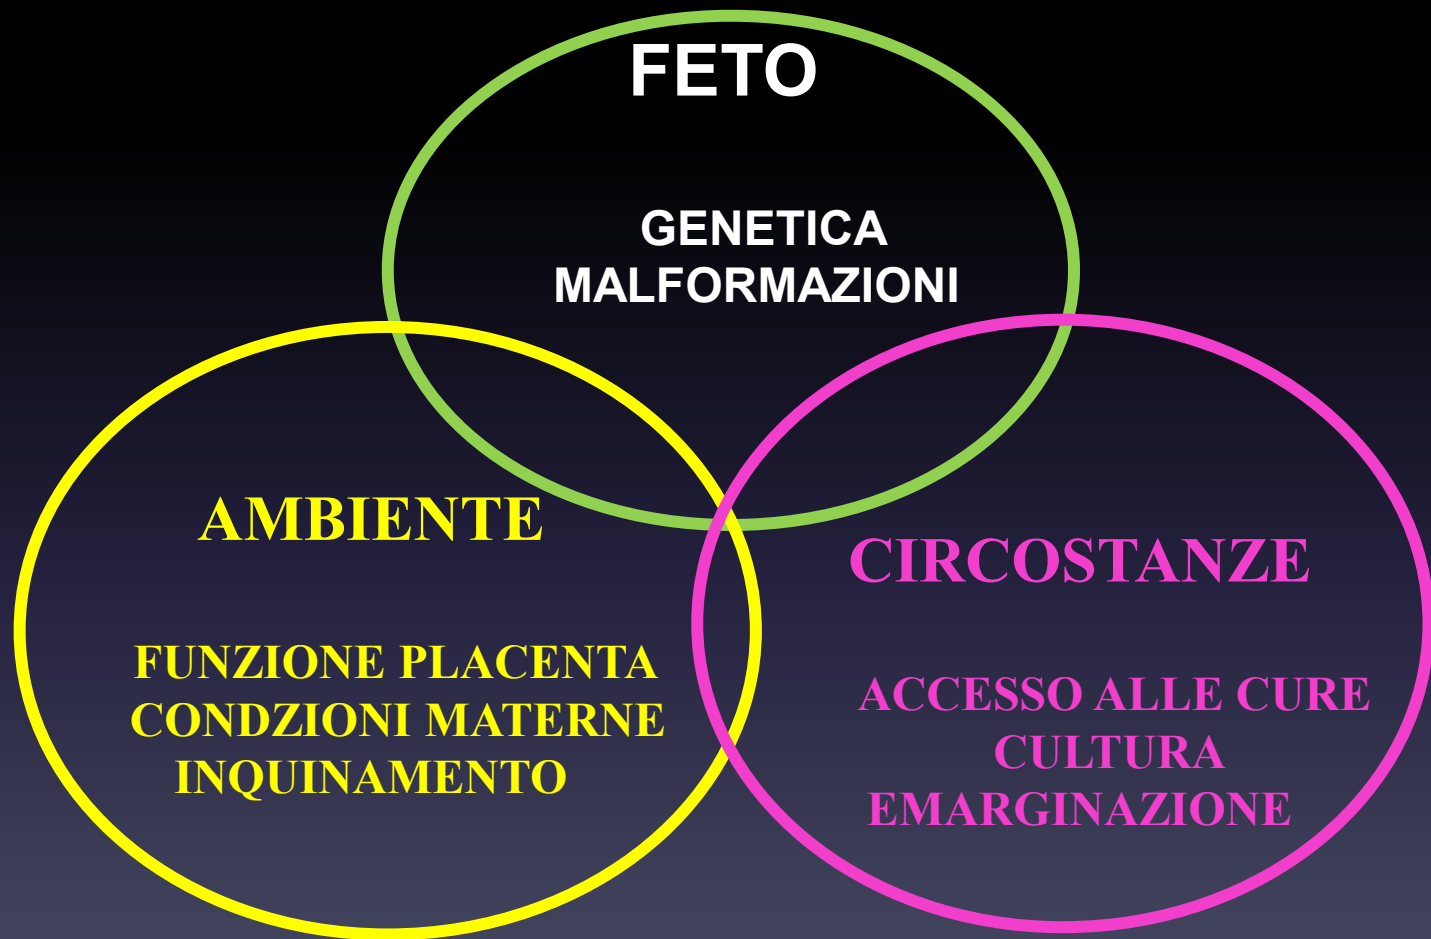 FETO
GENETICA
MALFORMAZIONI
AMBIENTE
FUNZIONE PLACENTA
CONDZIONI MATERNE
INQUINAMENTO
CIRCOSTANZE
ACCESSO ALLE CURE
CULTURA
EMARGINAZIONE